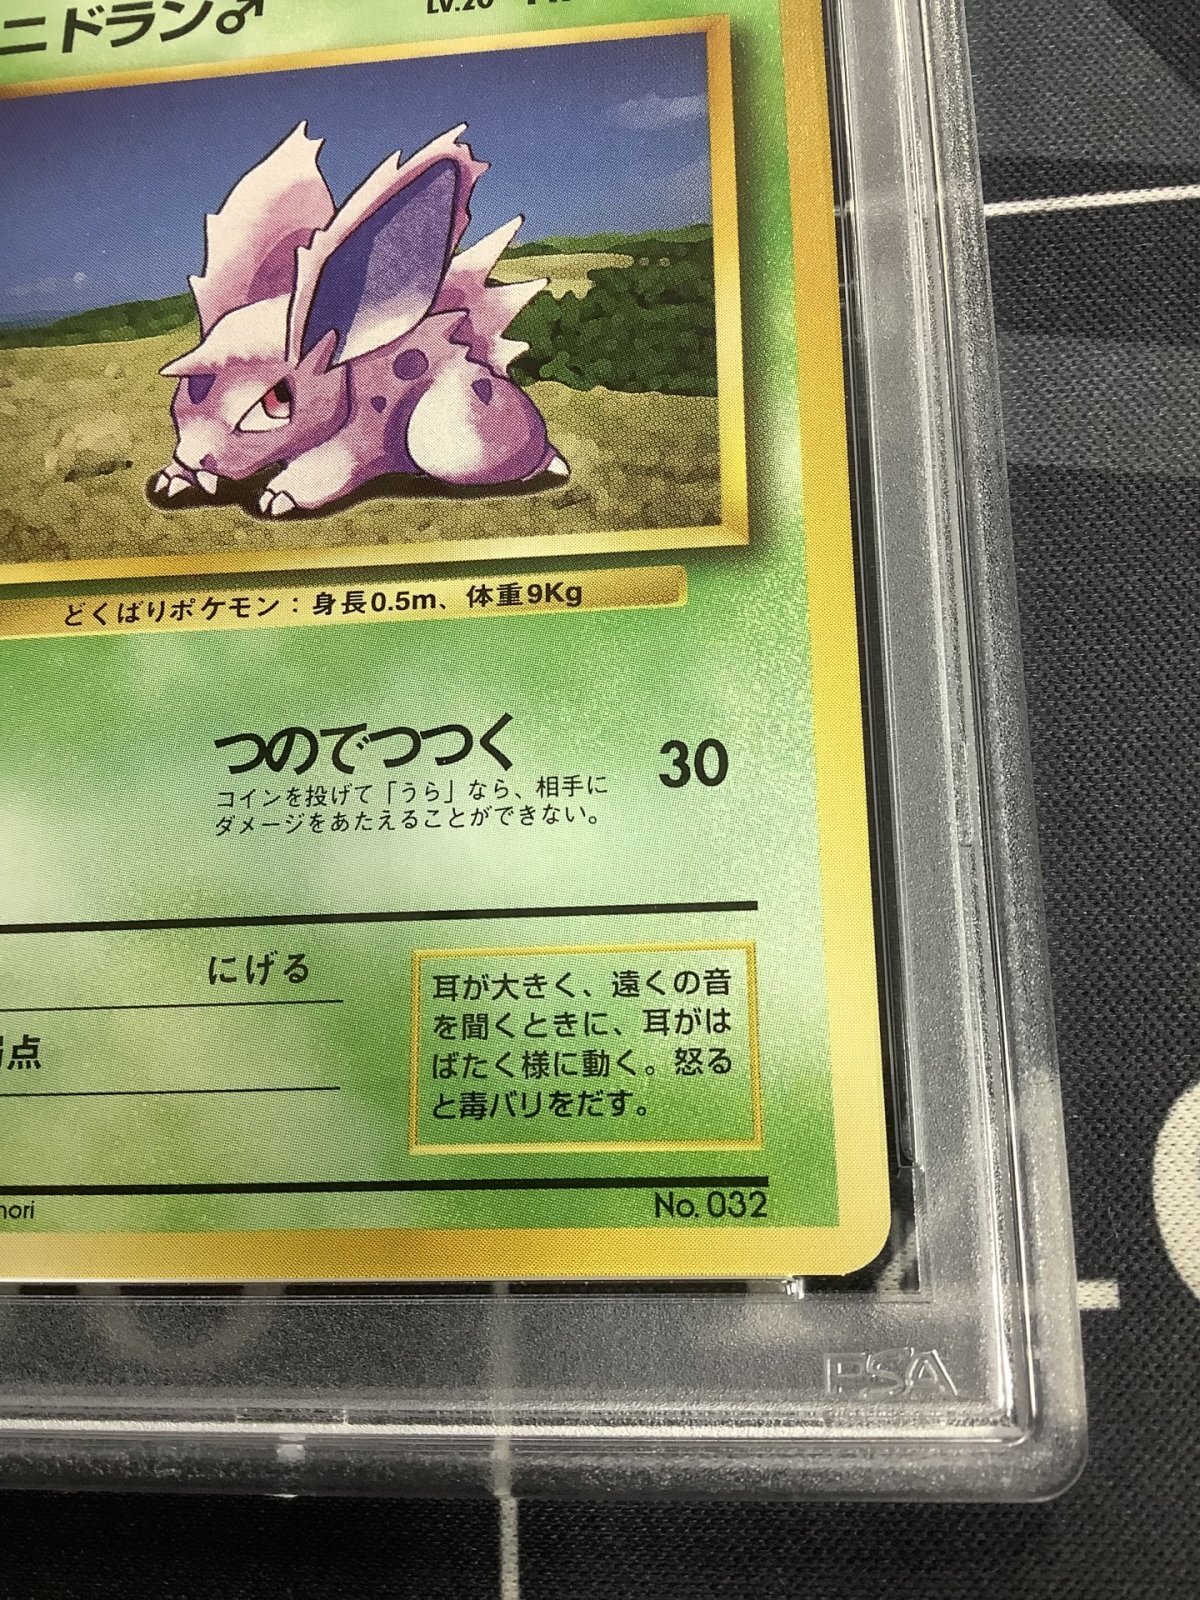 ニドラン♂
LV.20
どくばりポケモン：身長0.5m、体重9Kg
つのでつつく 30
コインを投げて「うら」なら、相手に
ダメージをあたえることができない。
にげる
点
耳が大きく、遠くの音
を聞くときに、耳がは
ばたく様に動く。怒る
と毒バリをだす。
No. 032
PSA